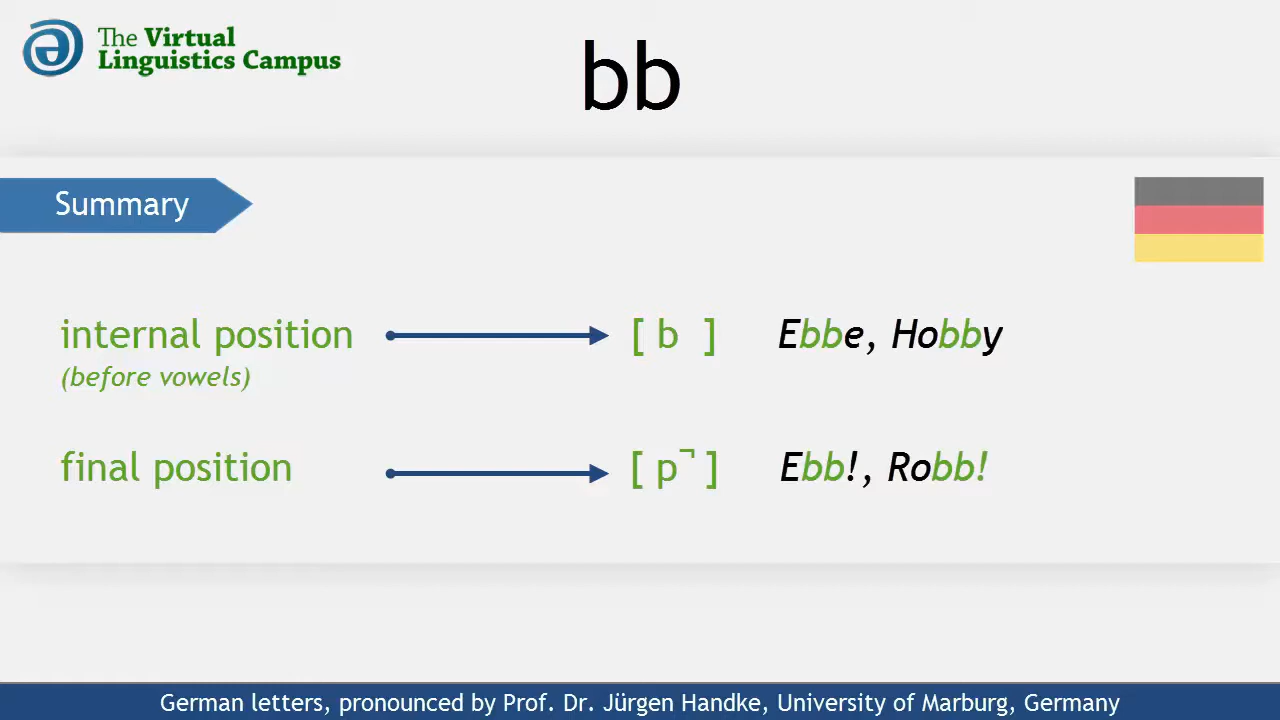 The Virtual
Linguistics Campus
bb
Summary
internal position [ b ] Ebbe, Hobby
(before vowels)
final position [ p̚ ] Ebb!, Robb!
German letters, pronounced by Prof. Dr. Jürgen Handke, University of Marburg, Germany